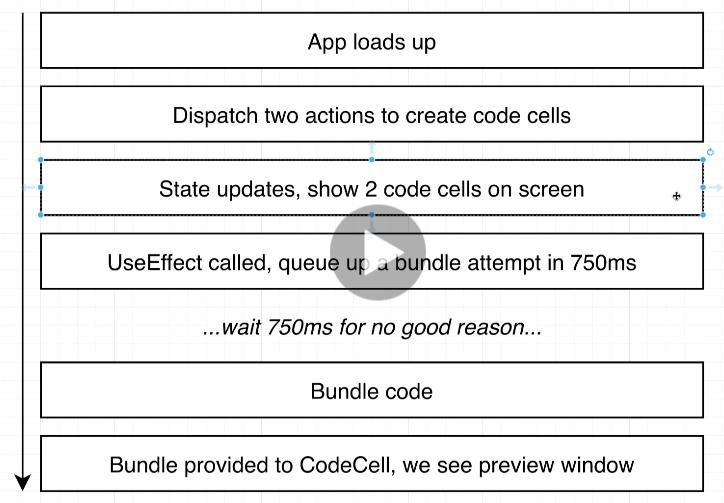 App loads up
Dispatch two actions to create code cells
State updates, show 2 code cells on screen
UseEffect called, queue up a bundle attempt in 750ms
...wait 750ms for no good reason...
Bundle code
Bundle provided to CodeCell, we see preview window